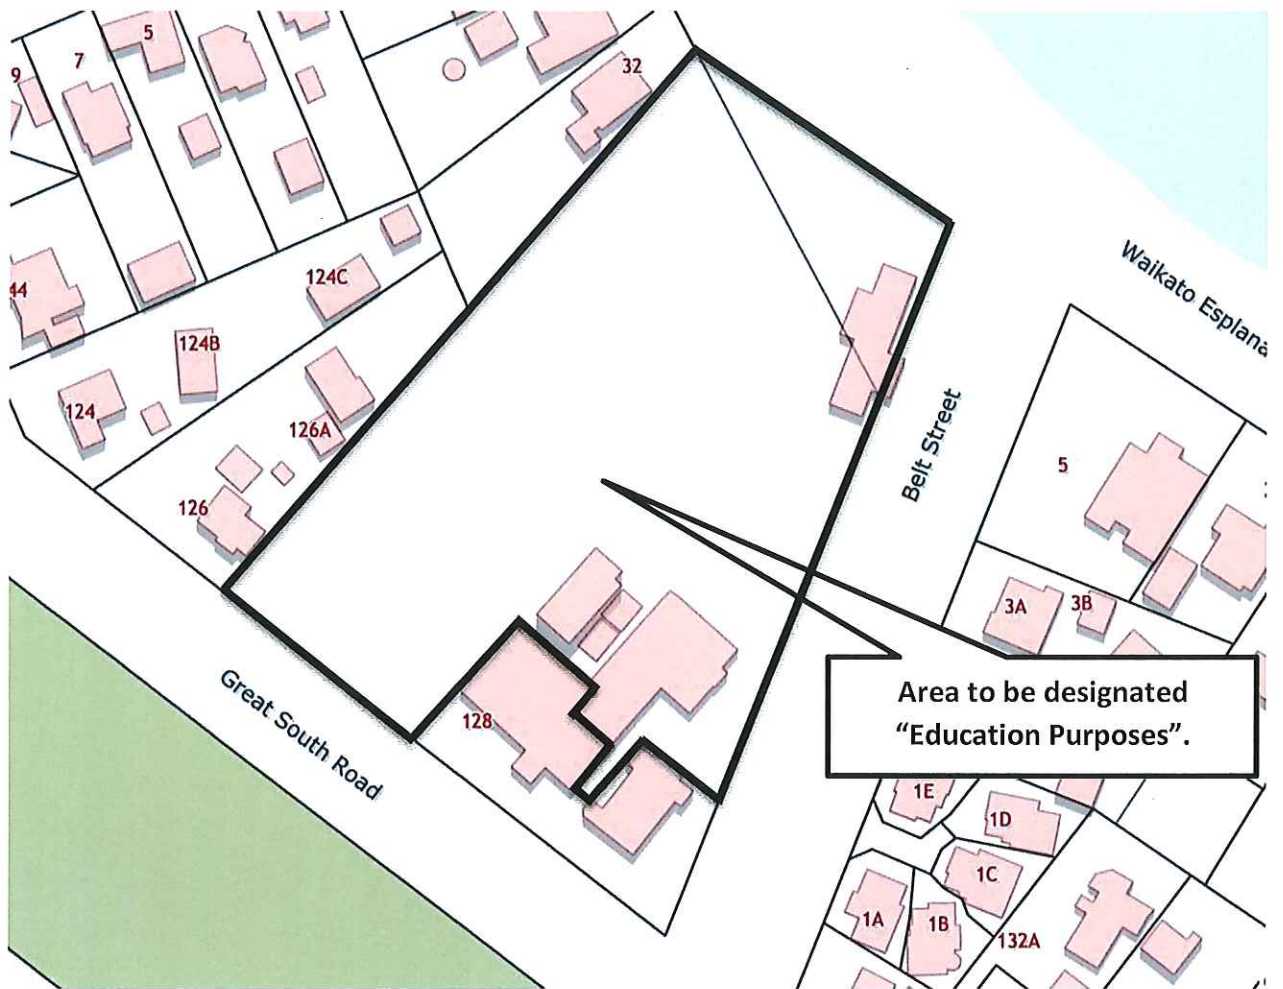 5
7
9
32
124C
44
124B
124
126A
126
Waikato Esplana
Belt Street
5
3A
3B
Great South Road
128
Area to be designated
“Education Purposes”.
1E
1D
1C
1A
1B
132A